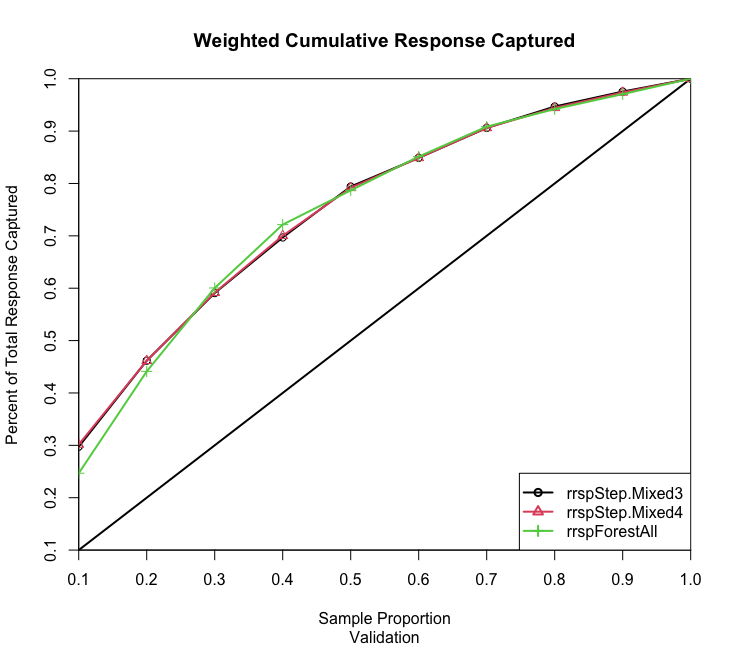 Weighted Cumulative Response Captured
Percent of Total Response Captured
1.0
0.9
0.8
0.7
0.6
0.5
0.4
0.3
0.2
0.1
rrspStep.Mixed3
rrspStep.Mixed4
rrspForestAll
0.1 0.2 0.3 0.4 0.5 0.6 0.7 0.8 0.9 1.0
Sample Proportion
Validation